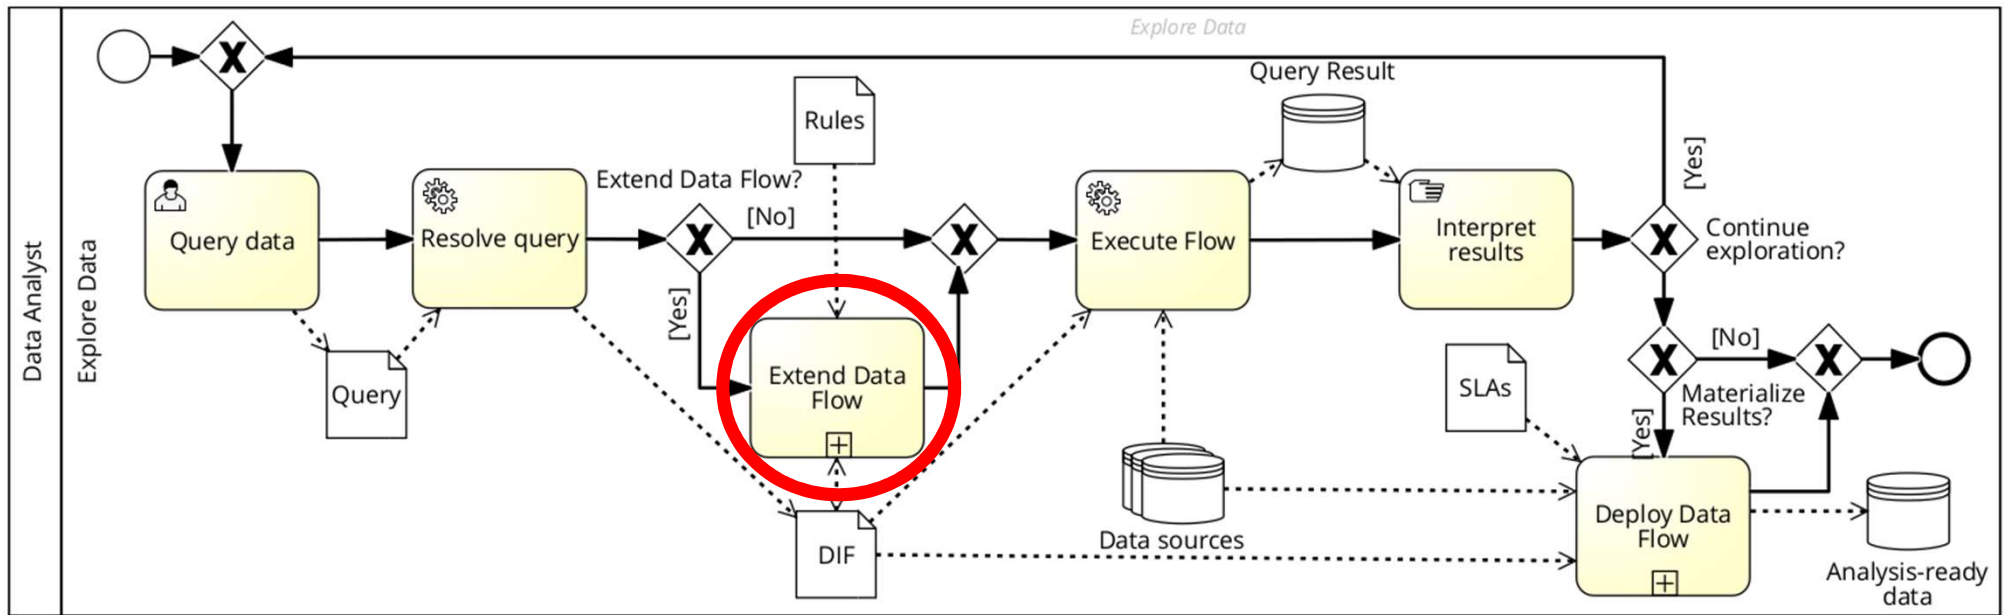 Explore Data
Query Result
Rules
[Yes]
Extend Data Flow?
[No]
Query data
Resolve query
Execute Flow
Interpret
results
Continue
exploration?
Data Analyst
Explore Data
[Yes]
Extend Data
Flow
Query
[No]
SLAs
Materialize
Results?
[Yes]
Deploy Data
Flow
Data sources
DIF
Analysis-ready
data